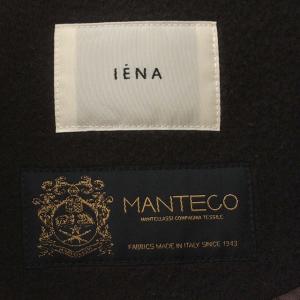 IÉNA
MANTECO
MANTELLASSI COMPAGNIA TESSILE
FABRICS MADE IN ITALY SINCE 1943